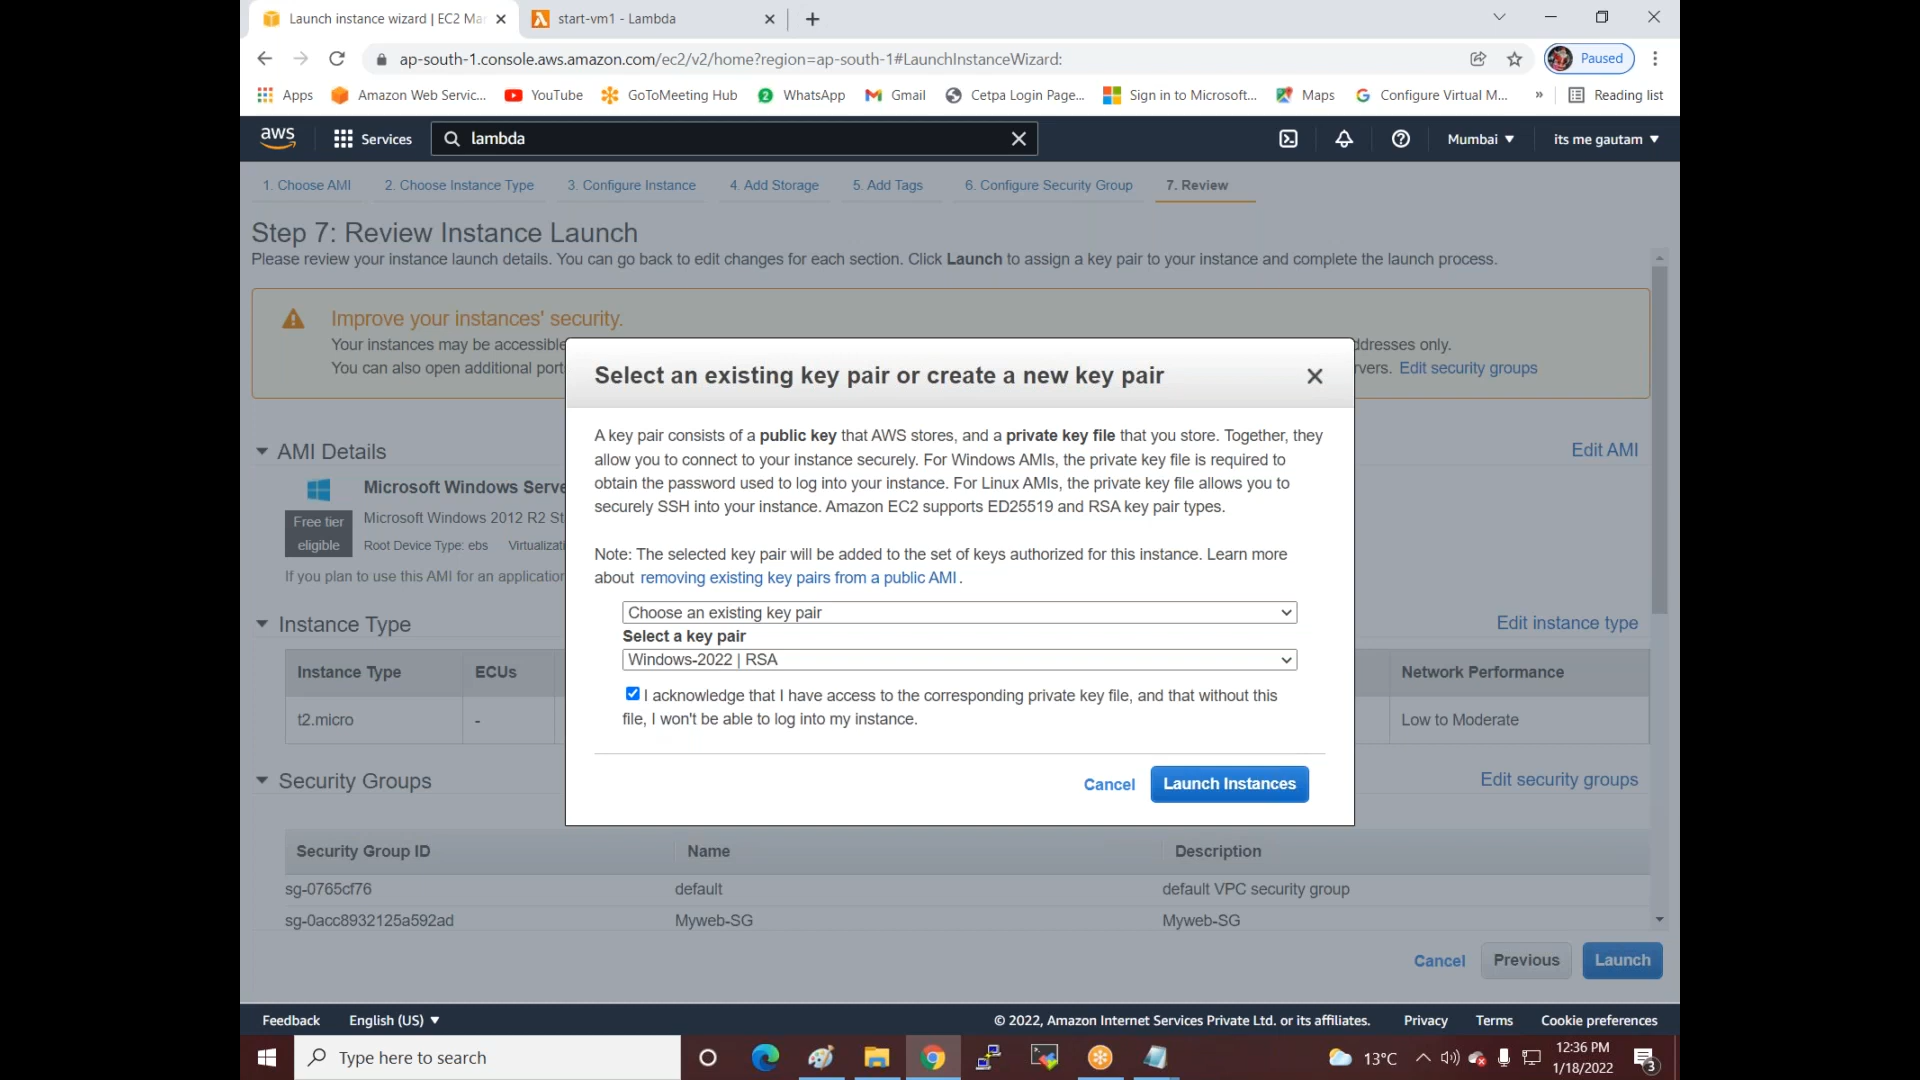 Launch instance wizard | EC2 Ma
start-vm1 - Lambda
ap-south-1.console.aws.amazon.com/ec2/v2/home?region=ap-south-1#LaunchInstanceWizard:
Paused
Apps
Amazon Web Servic...
YouTube
GoToMeeting Hub
2
WhatsApp
Gmail
Cetpa Login Page...
Sign in to Microsoft...
Maps
Configure Virtual M...
»
Reading list
aws
Services
lambda
Mumbai
its me gautam
1. Choose AMI
2. Choose Instance Type
3. Configure Instance
4. Add Storage
5. Add Tags
6. Configure Security Group
7. Review
Step 7: Review Instance Launch
Please review your instance launch details. You can go back to edit changes for each section. Click Launch to assign a key pair to your instance and complete the launch process.
Improve your instances' security.
Your instances may be accessible
ddresses only.
You can also open additional port
rvers. Edit security groups
Select an existing key pair or create a new key pair
A key pair consists of a public key that AWS stores, and a private key file that you store. Together, they
allow you to connect to your instance securely. For Windows AMIs, the private key file is required to
obtain the password used to log into your instance. For Linux AMIs, the private key file allows you to
securely SSH into your instance. Amazon EC2 supports ED25519 and RSA key pair types.
Note: The selected key pair will be added to the set of keys authorized for this instance. Learn more
about removing existing key pairs from a public AMI.
Choose an existing key pair
Select a key pair
Windows-2022 | RSA
I acknowledge that I have access to the corresponding private key file, and that without this
file, I won't be able to log into my instance.
Cancel
Launch Instances
AMI Details
Edit AMI
Microsoft Windows Serve
Free tier
eligible
Microsoft Windows 2012 R2 St
Root Device Type: ebs
Virtualizati
If you plan to use this AMI for an application
Instance Type
Edit instance type
Instance Type
ECUs
Network Performance
t2.micro
-
Low to Moderate
Security Groups
Edit security groups
Security Group ID
Name
Description
sg-0765cf76
default
default VPC security group
sg-0acc8932125a592ad
Myweb-SG
Myweb-SG
Cancel
Previous
Launch
Feedback
English (US)
© 2022, Amazon Internet Services Private Ltd. or its affiliates.
Privacy
Terms
Cookie preferences
Type here to search
13°C
12:36 PM
1/18/2022
3